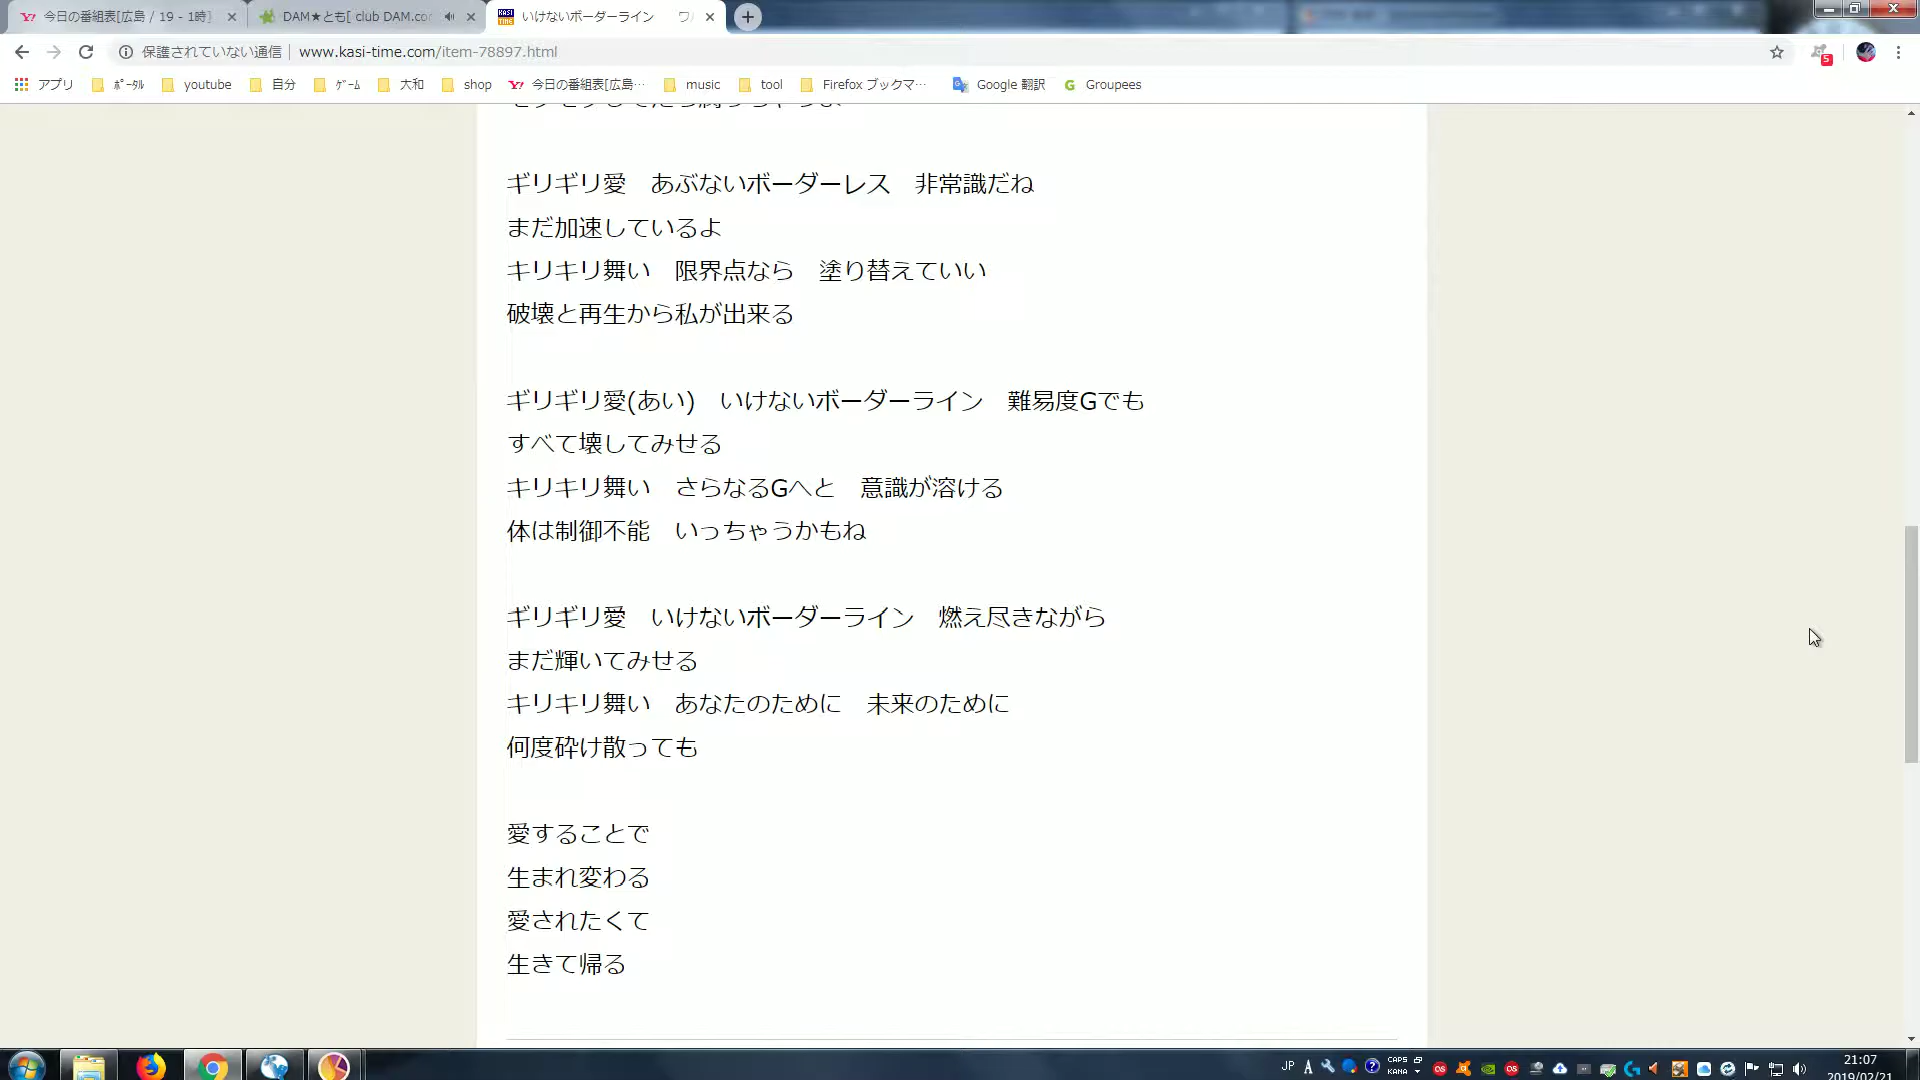 今日の番組表[広島 / 19 - 1時]
DAM★とも[ club DAM.cor
いけないボーダーライン ワ
保護されていない通信 | www.kasi-time.com/item-78897.html
5
アプリ ﾎﾟｰﾀﾙ youtube 自分 ｹﾞｰﾑ 大和 shop 今日の番組表[広島… music tool Firefox ブックマ… Google 翻訳 Groupees
ギリギリ愛　あぶないボーダーレス　非常識だね
まだ加速しているよ
キリキリ舞い　限界点なら　塗り替えていい
破壊と再生から私が出来る
ギリギリ愛(あい)　いけないボーダーライン　難易度Gでも
すべて壊してみせる
キリキリ舞い　さらなるGへと　意識が溶ける
体は制御不能　いっちゃうかもね
ギリギリ愛　いけないボーダーライン　燃え尽きながら
まだ輝いてみせる
キリキリ舞い　あなたのために　未来のために
何度砕け散っても
愛することで
生まれ変わる
愛されたくて
生きて帰る
JP A CAPS KANA
21:07
2019/02/21